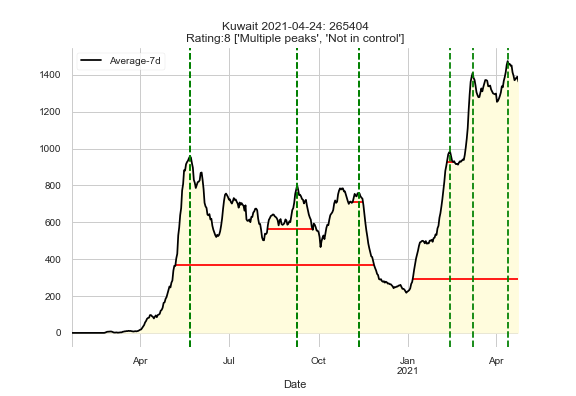 Kuwait 2021-04-24: 265404
Rating:8 ['Multiple peaks', 'Not in control']
Average-7d
1400
1200
1000
800
600
400
200
0
Apr
Jul
Oct
Jan
2021
Apr
Date